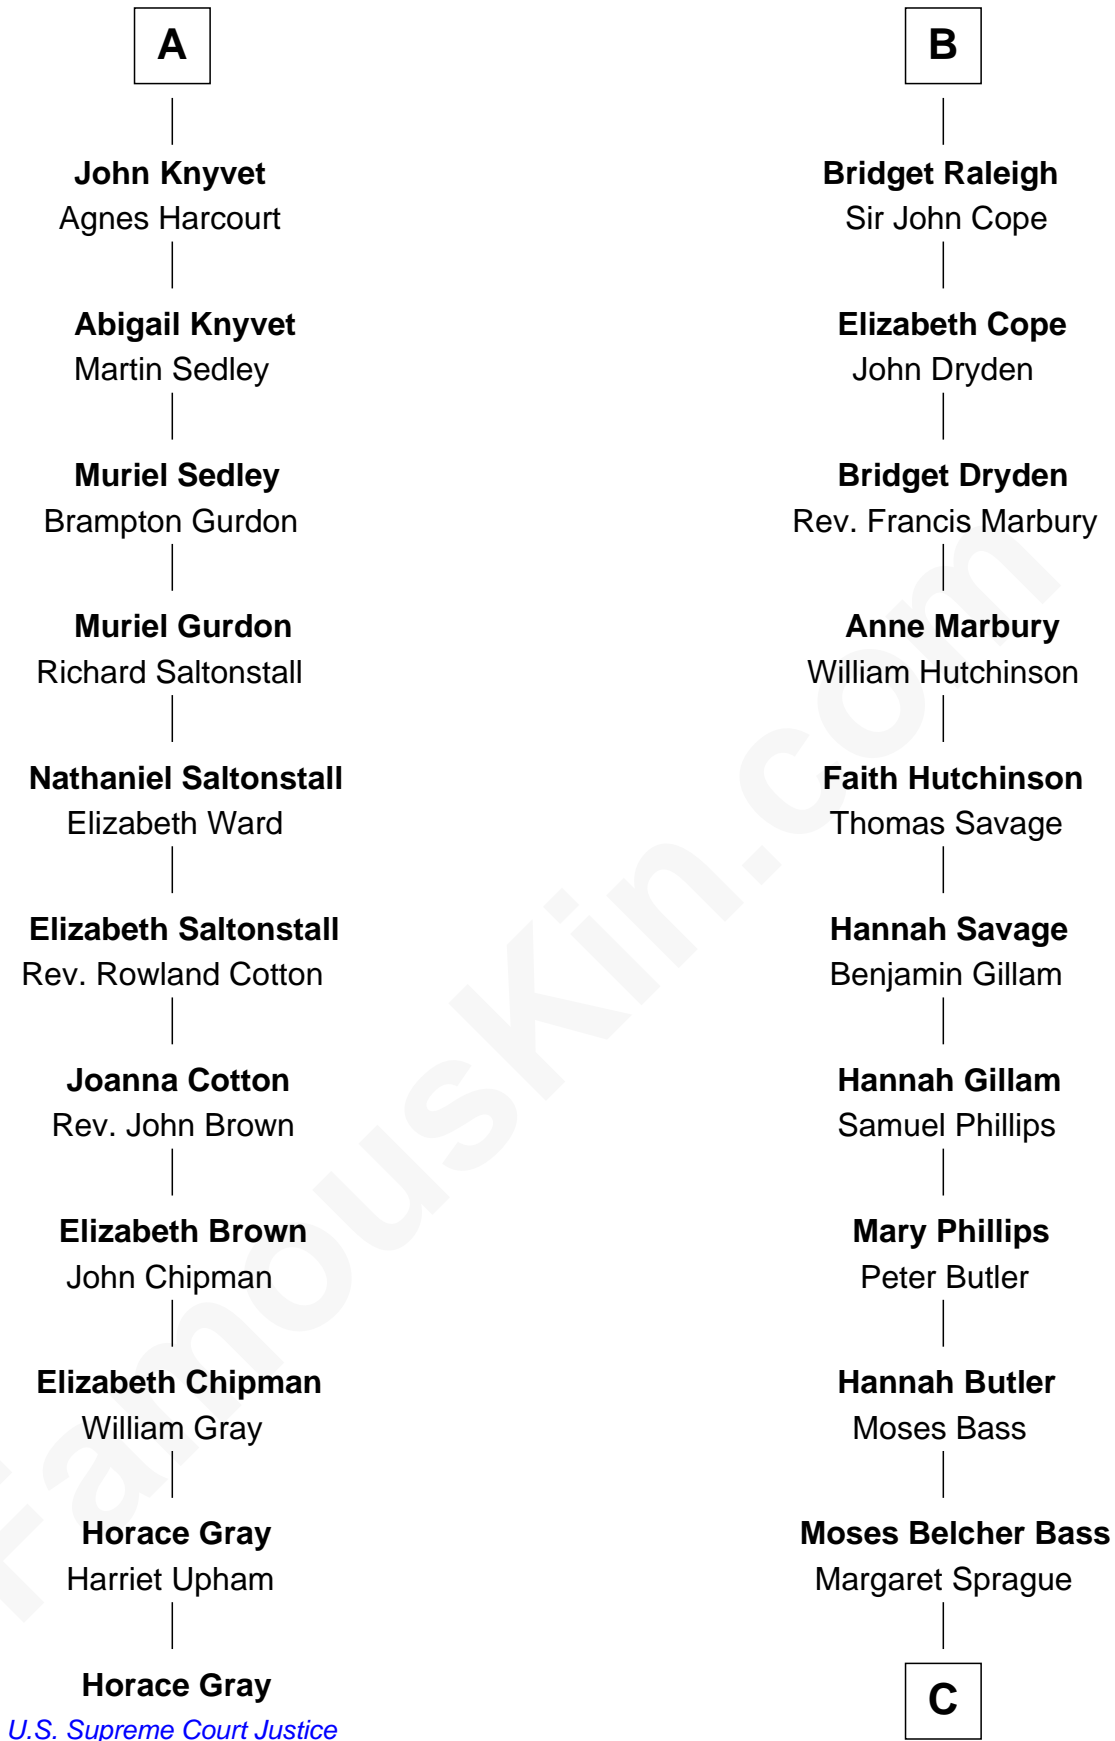 A
John Knyvet
Agnes Harcourt
Abigail Knyvet
Martin Sedley
Muriel Sedley
Brampton Gurdon
Muriel Gurdon
Richard Saltonstall
Nathaniel Saltonstall
Elizabeth Ward
Elizabeth Saltonstall
Rev. Rowland Cotton
Joanna Cotton
Rev. John Brown
Elizabeth Brown
John Chipman
Elizabeth Chipman
William Gray
Horace Gray
Harriet Upham
Horace Gray
U.S. Supreme Court Justice
B
Bridget Raleigh
Sir John Cope
Elizabeth Cope
John Dryden
Bridget Dryden
Rev. Francis Marbury
Anne Marbury
William Hutchinson
Faith Hutchinson
Thomas Savage
Hannah Savage
Benjamin Gillam
Hannah Gillam
Samuel Phillips
Mary Phillips
Peter Butler
Hannah Butler
Moses Bass
Moses Belcher Bass
Margaret Sprague
C
FamousKin.com